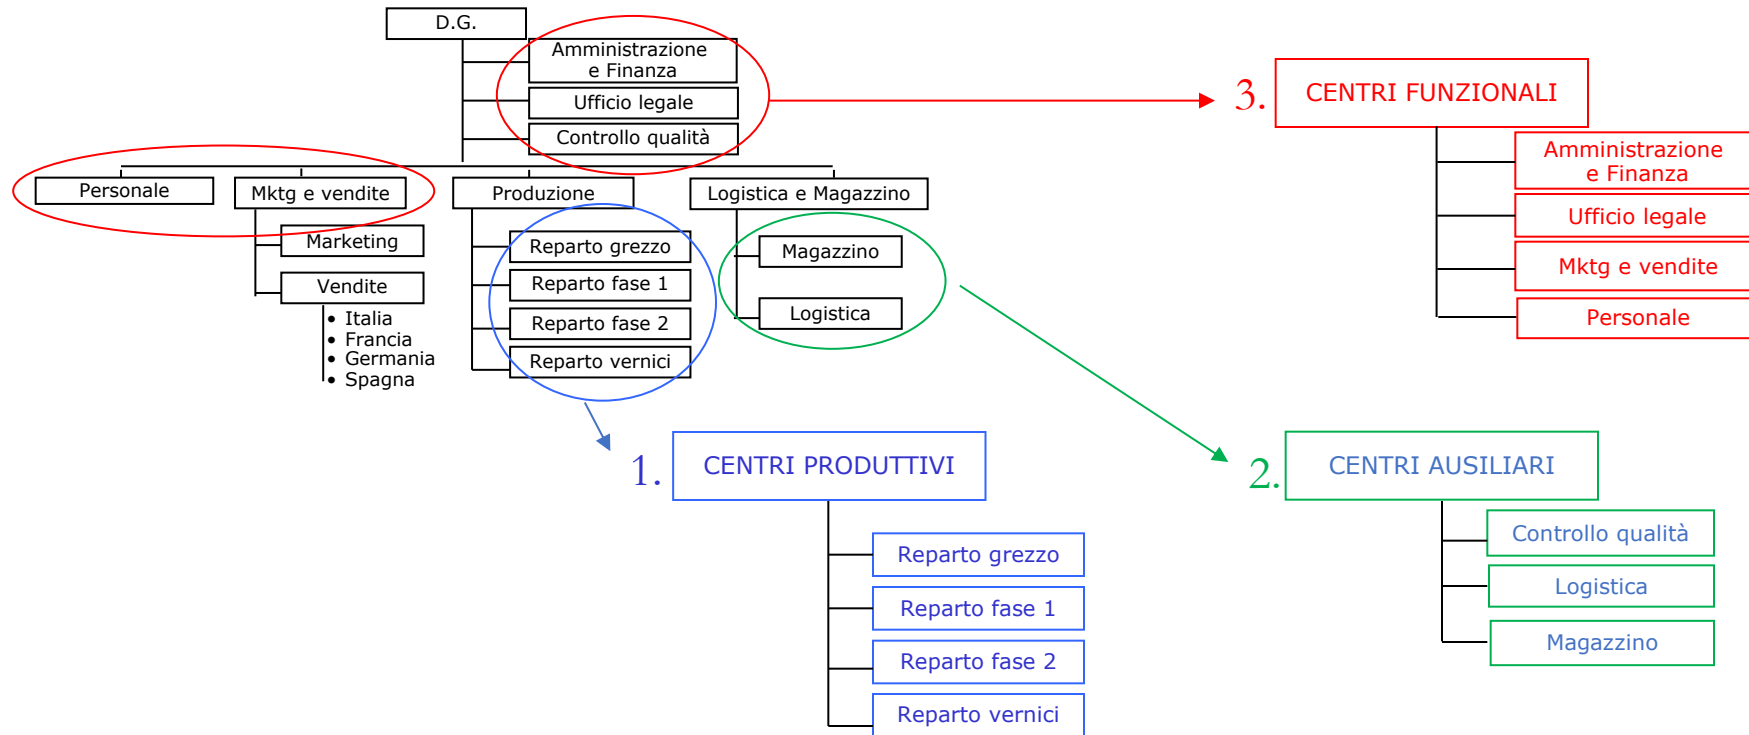 D.G.
Amministrazione
e Finanza
Ufficio legale
Controllo qualità
Personale
Mktg e vendite
Produzione
Logistica e Magazzino
Marketing
Vendite
• Italia
• Francia
• Germania
• Spagna
Reparto grezzo
Reparto fase 1
Reparto fase 2
Reparto vernici
Magazzino
Logistica
3. CENTRI FUNZIONALI
Amministrazione
e Finanza
Ufficio legale
Mktg e vendite
Personale
1. CENTRI PRODUTTIVI
Reparto grezzo
Reparto fase 1
Reparto fase 2
Reparto vernici
2. CENTRI AUSILIARI
Controllo qualità
Logistica
Magazzino